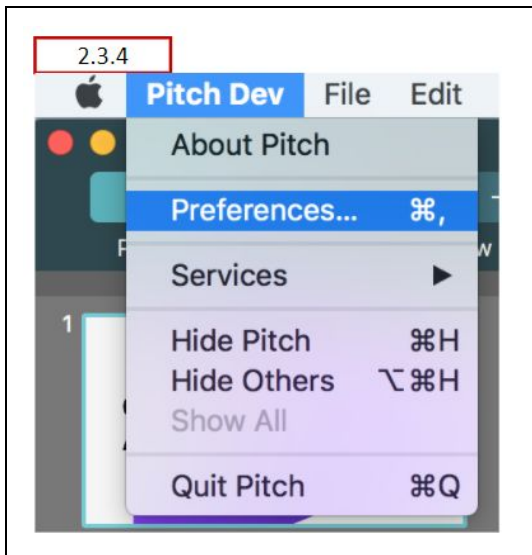 2.3.4
Pitch Dev File Edit
About Pitch
Preferences... ⌘,
Services ▶
1
Hide Pitch ⌘H
Hide Others ⌥⌘H
Show All
Quit Pitch ⌘Q